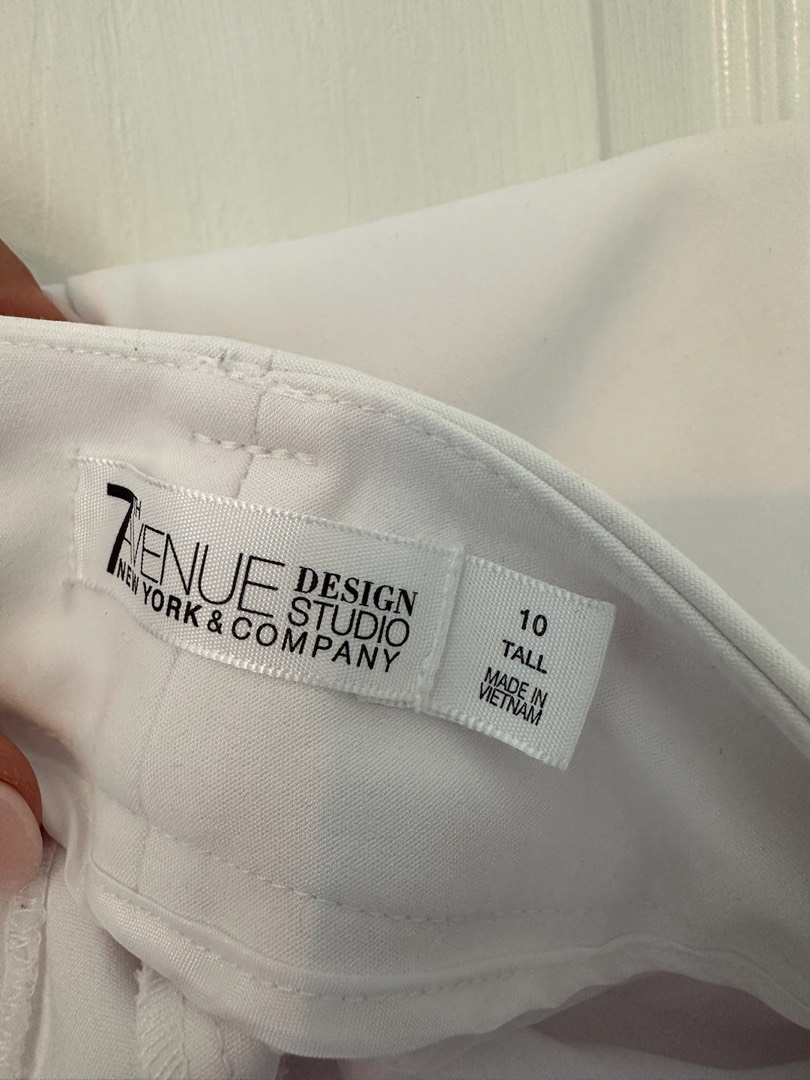 7TH AVENUE DESIGN STUDIO
NEW YORK & COMPANY
10
TALL
MADE IN
VIETNAM